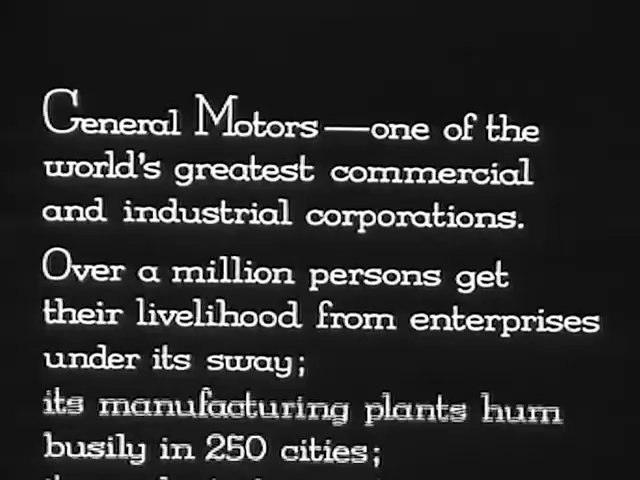 General Motors—one of the
world's greatest commercial
and industrial corporations.
Over a million persons get
their livelihood from enterprises
under its sway;
its manufacturing plants hum
busily in 250 cities;